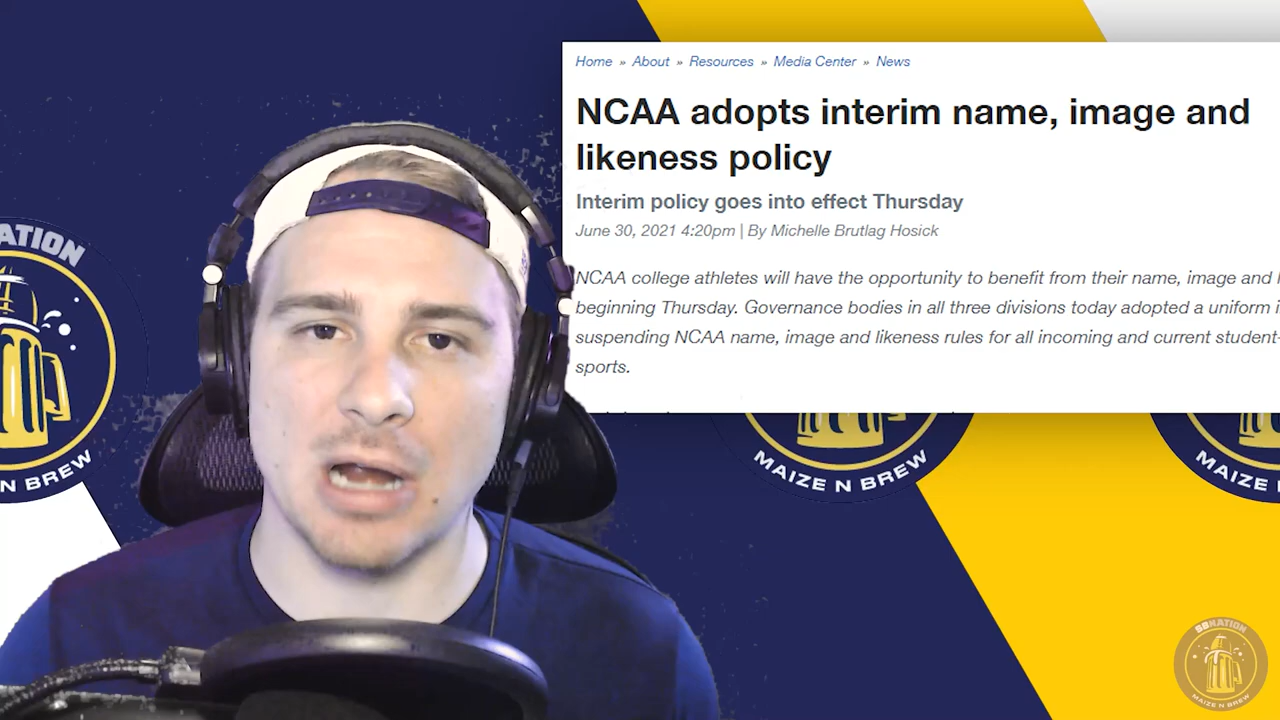 Home » About » Resources » Media Center » News
NCAA adopts interim name, image and
likeness policy
Interim policy goes into effect Thursday
June 30, 2021 4:20pm | By Michelle Brutlag Hosick
NCAA college athletes will have the opportunity to benefit from their name, image and
beginning Thursday. Governance bodies in all three divisions today adopted a uniform
suspending NCAA name, image and likeness rules for all incoming and current student-
sports.
ATION
N BREW
MAIZE N BREW
MAIZE N
SBNATION
MAIZE N BREW